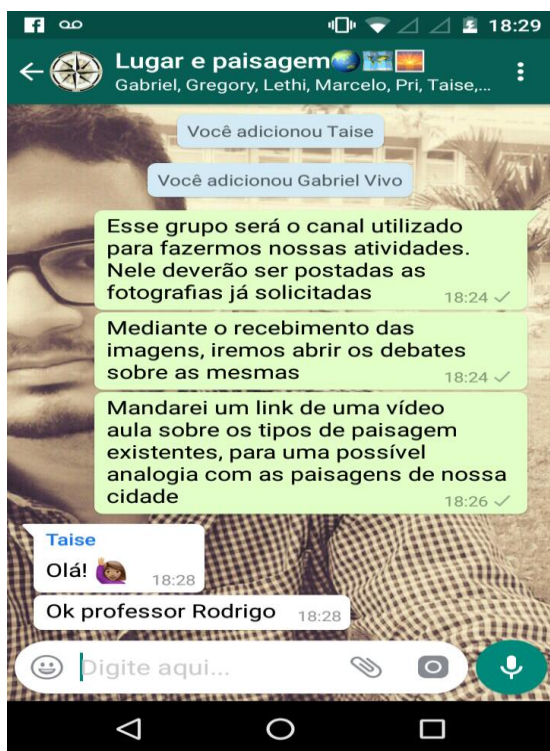 18:29
Lugar e paisagem🌏🗺️🌅
Gabriel, Gregory, Lethi, Marcelo, Pri, Taise,...
Você adicionou Taise
Você adicionou Gabriel Vivo
Esse grupo será o canal utilizado
para fazermos nossas atividades.
Nele deverão ser postadas as
fotografias já solicitadas
18:24
Mediante o recebimento das
imagens, iremos abrir os debates
sobre as mesmas
18:24
Mandarei um link de uma vídeo
aula sobre os tipos de paisagem
existentes, para uma possível
analogia com as paisagens de nossa
cidade
18:26
Taise
Olá! 🙋🏽‍♀️ 18:28
Ok professor Rodrigo 18:28
Digite aqui...